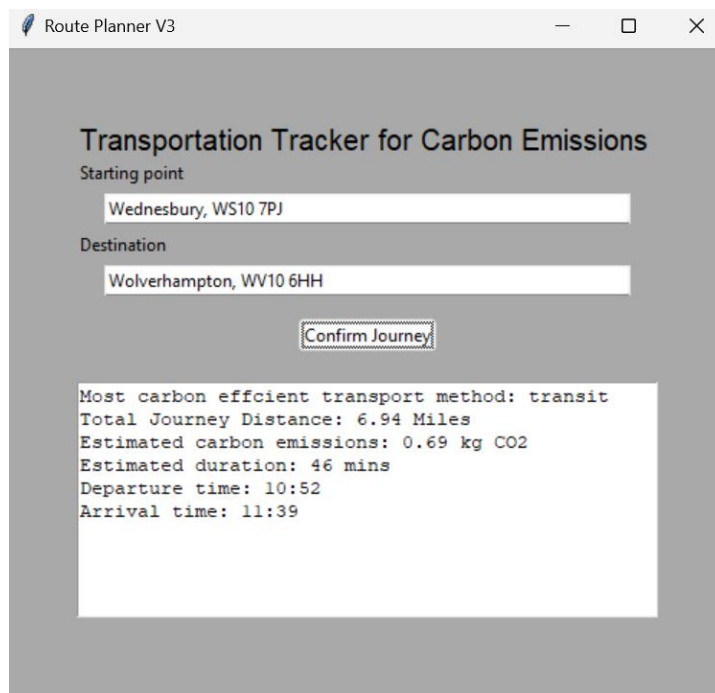 Route Planner V3
Transportation Tracker for Carbon Emissions
Starting point
Wednesbury, WS10 7PJ
Destination
Wolverhampton, WV10 6HH
Confirm Journey
Most carbon effcient transport method: transit
Total Journey Distance: 6.94 Miles
Estimated carbon emissions: 0.69 kg CO2
Estimated duration: 46 mins
Departure time: 10:52
Arrival time: 11:39